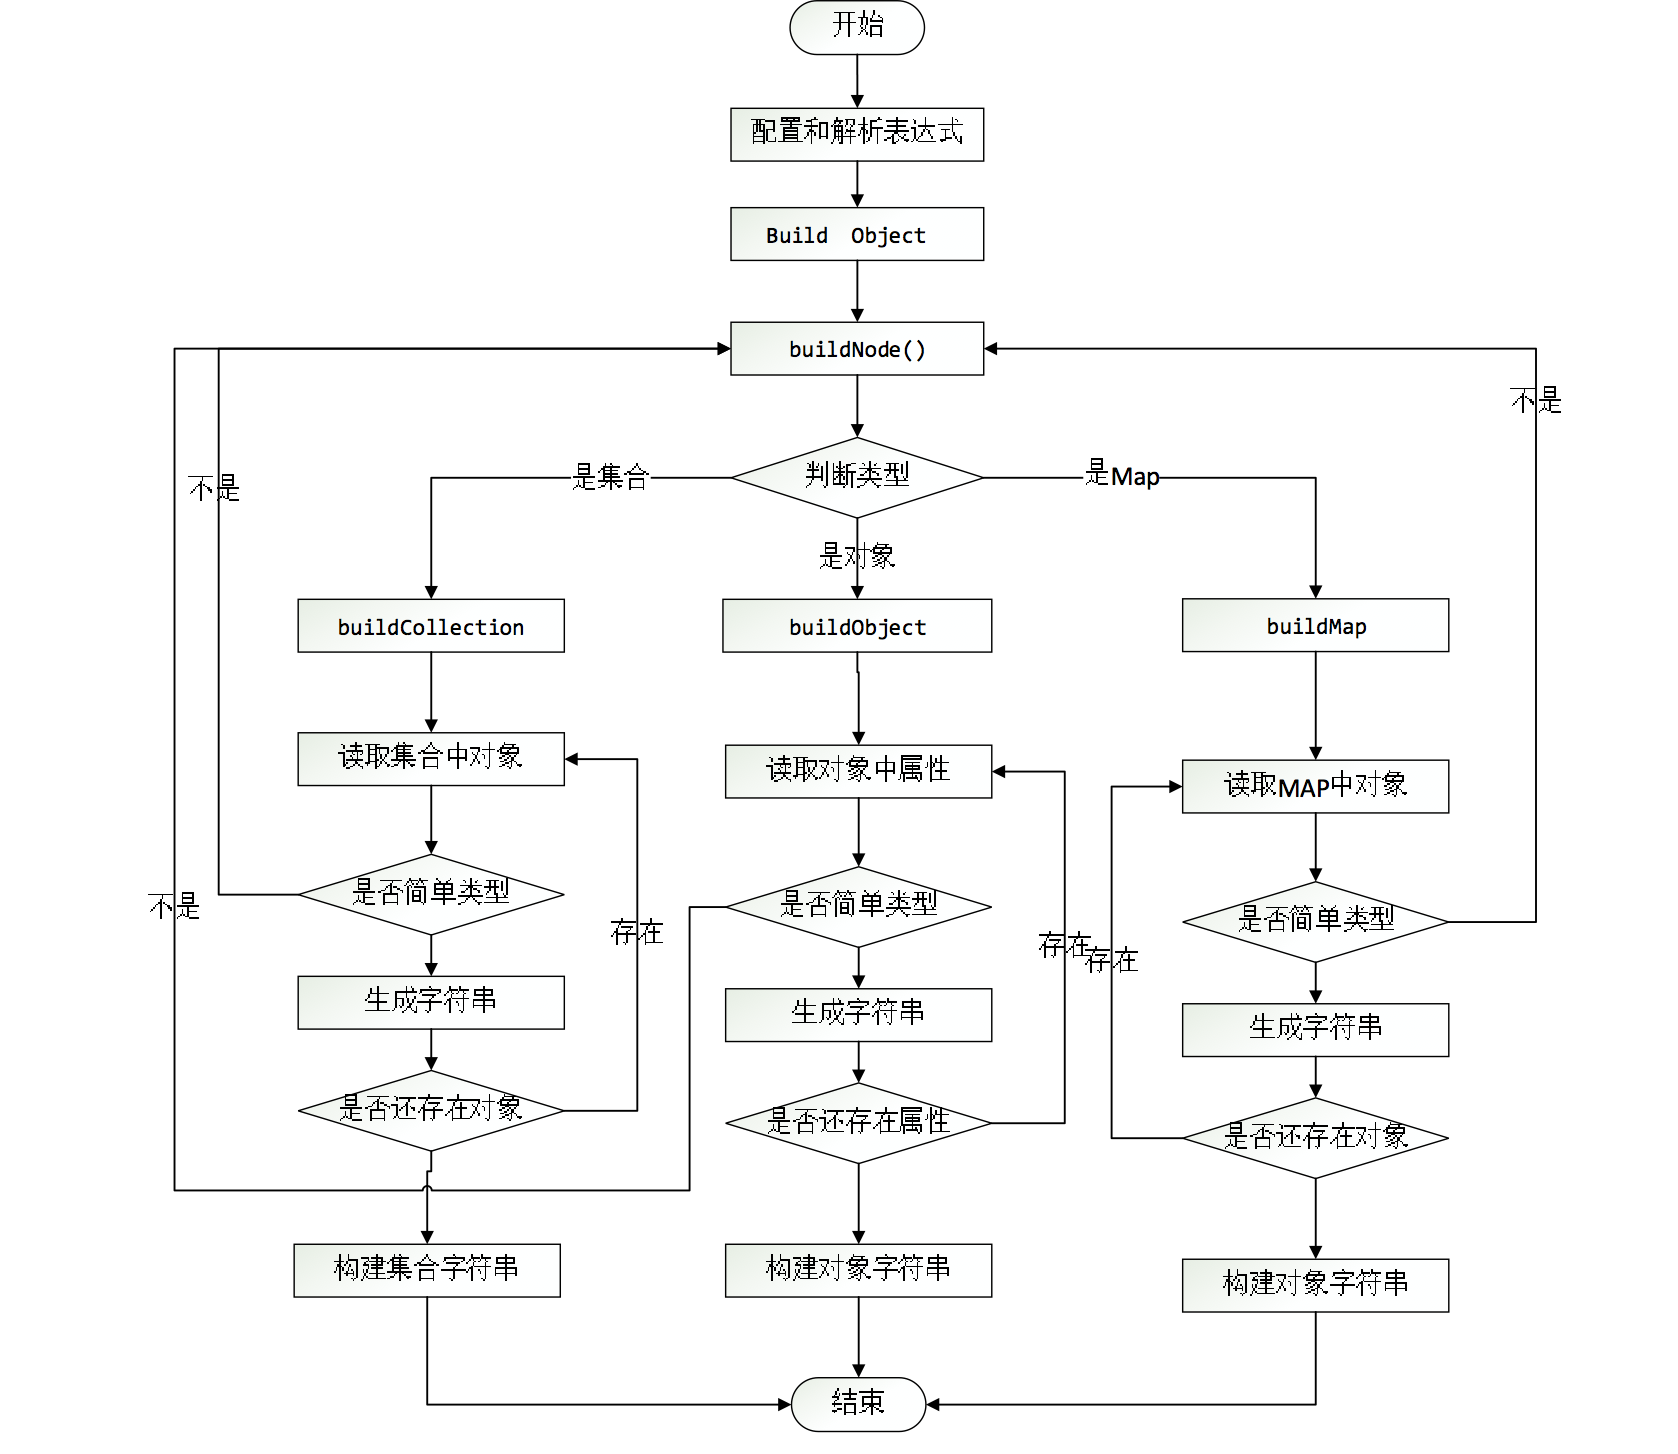 开始
配置和解析表达式
Build Object
buildNode()
不是
判断类型
是集合
是Map
不是
是对象
buildCollection
buildObject
buildMap
读取集合中对象
读取对象中属性
读取MAP中对象
是否简单类型
是否简单类型
是否简单类型
不是
存在
存在
存在
生成字符串
生成字符串
生成字符串
是否还存在对象
是否还存在属性
是否还存在对象
构建集合字符串
构建对象字符串
构建对象字符串
结束